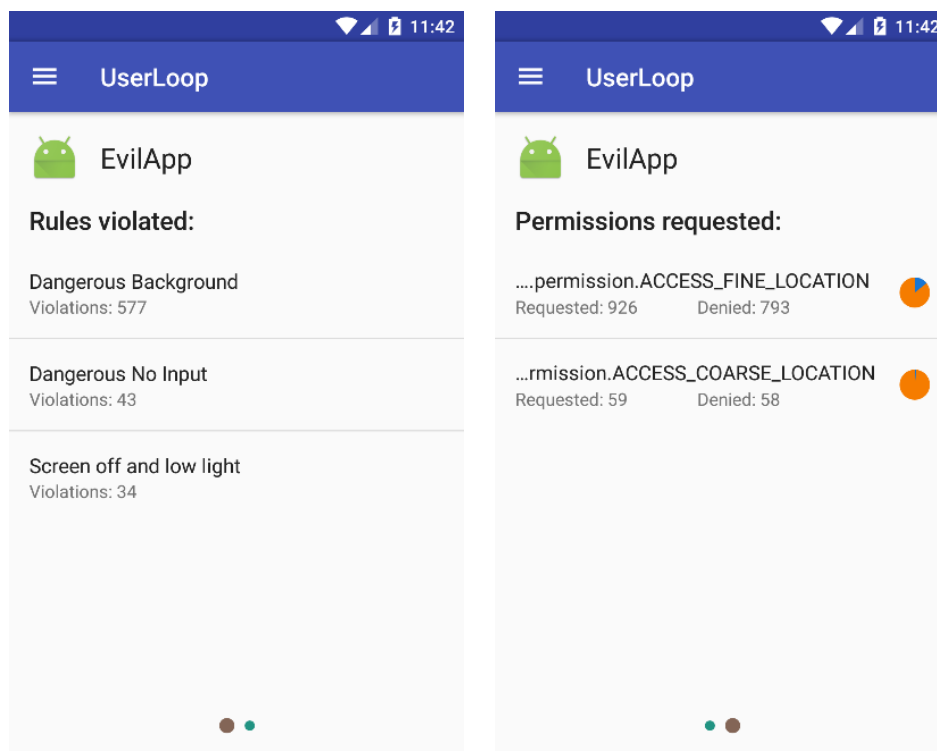 11:42
UserLoop
EvilApp
Rules violated:
Dangerous Background
Violations: 577
Dangerous No Input
Violations: 43
Screen off and low light
Violations: 34
11:42
UserLoop
EvilApp
Permissions requested:
....permission.ACCESS_FINE_LOCATION
Requested: 926 Denied: 793
...rmission.ACCESS_COARSE_LOCATION
Requested: 59 Denied: 58